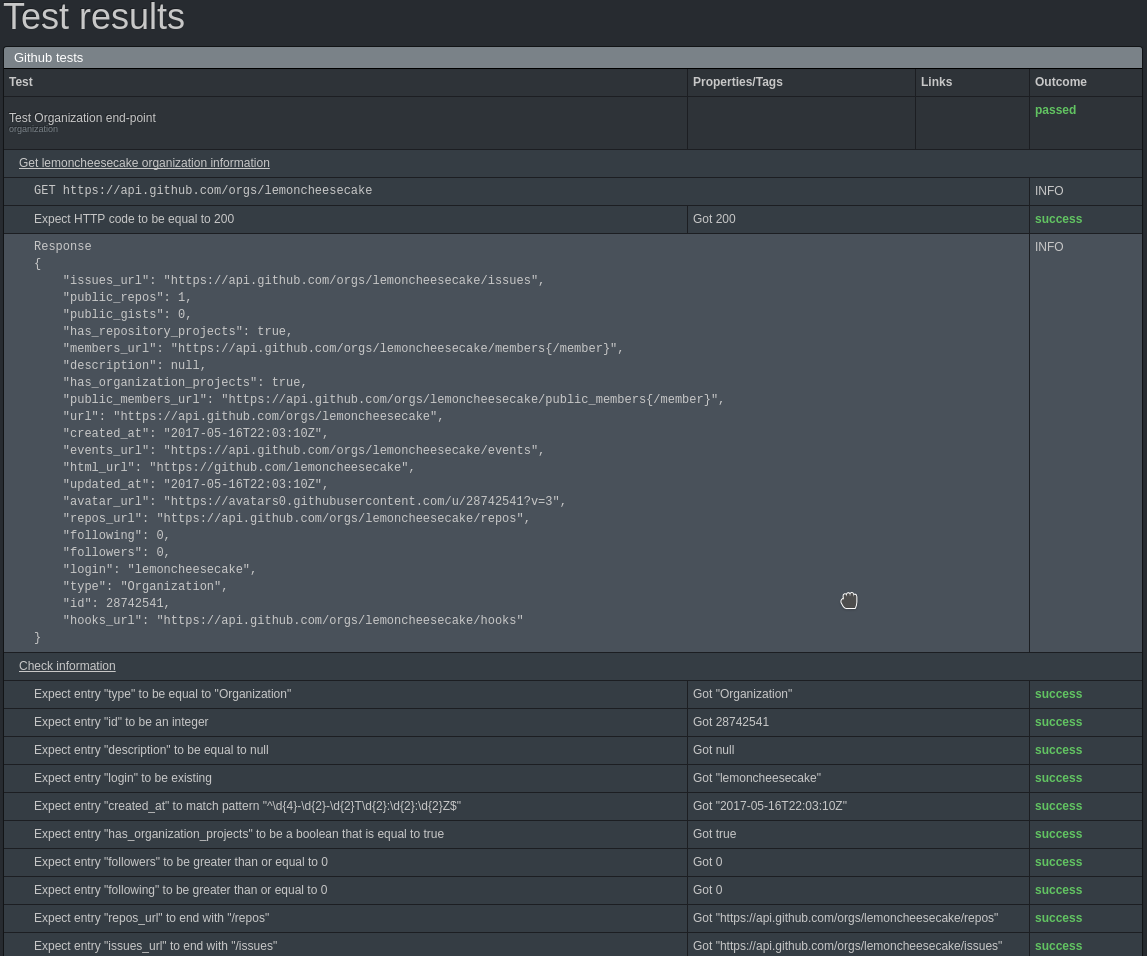 Test results
Github tests
Test Properties/Tags Links Outcome
Test Organization end-point passed
organization
Get lemoncheesecake organization information
GET https://api.github.com/orgs/lemoncheesecake INFO
Expect HTTP code to be equal to 200 Got 200 success
Response INFO
{
    "issues_url": "https://api.github.com/orgs/lemoncheesecake/issues",
    "public_repos": 1,
    "public_gists": 0,
    "has_repository_projects": true,
    "members_url": "https://api.github.com/orgs/lemoncheesecake/members{/member}",
    "description": null,
    "has_organization_projects": true,
    "public_members_url": "https://api.github.com/orgs/lemoncheesecake/public_members{/member}",
    "url": "https://api.github.com/orgs/lemoncheesecake",
    "created_at": "2017-05-16T22:03:10Z",
    "events_url": "https://api.github.com/orgs/lemoncheesecake/events",
    "html_url": "https://github.com/lemoncheesecake",
    "updated_at": "2017-05-16T22:03:10Z",
    "avatar_url": "https://avatars0.githubusercontent.com/u/28742541?v=3",
    "repos_url": "https://api.github.com/orgs/lemoncheesecake/repos",
    "following": 0,
    "followers": 0,
    "login": "lemoncheesecake",
    "type": "Organization",
    "id": 28742541,
    "hooks_url": "https://api.github.com/orgs/lemoncheesecake/hooks"
}
Check information
Expect entry "type" to be equal to "Organization" Got "Organization" success
Expect entry "id" to be an integer Got 28742541 success
Expect entry "description" to be equal to null Got null success
Expect entry "login" to be existing Got "lemoncheesecake" success
Expect entry "created_at" to match pattern "^\d{4}-\d{2}-\d{2}T\d{2}:\d{2}:\d{2}Z$" Got "2017-05-16T22:03:10Z" success
Expect entry "has_organization_projects" to be a boolean that is equal to true Got true success
Expect entry "followers" to be greater than or equal to 0 Got 0 success
Expect entry "following" to be greater than or equal to 0 Got 0 success
Expect entry "repos_url" to end with "/repos" Got "https://api.github.com/orgs/lemoncheesecake/repos" success
Expect entry "issues_url" to end with "/issues" Got "https://api.github.com/orgs/lemoncheesecake/issues" success